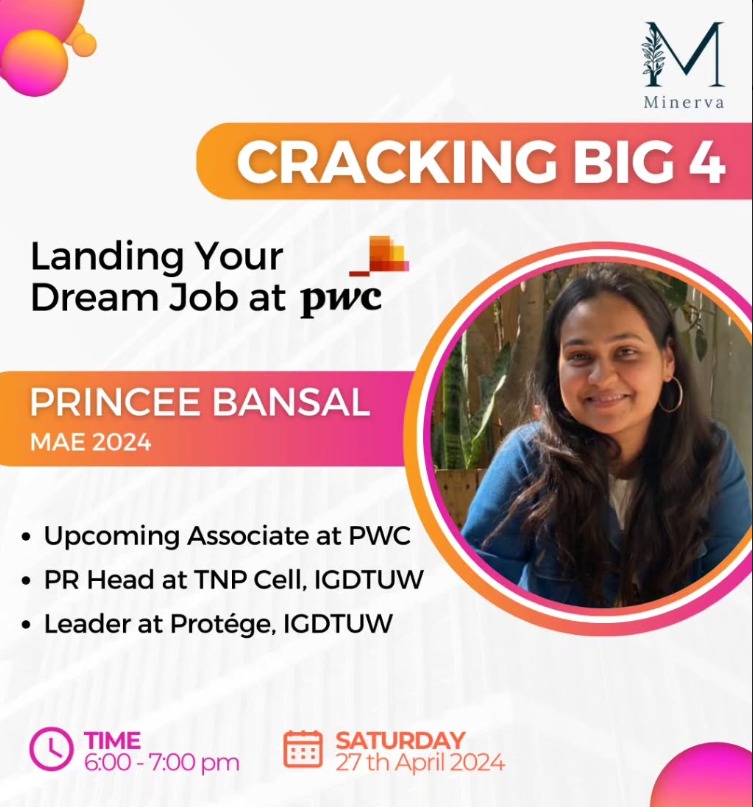 M
Minerva
CRACKING BIG 4
Landing Your
Dream Job at pwc
PRINCEE BANSAL
MAE 2024
• Upcoming Associate at PWC
• PR Head at TNP Cell, IGDTUW
• Leader at Protége, IGDTUW
TIME
6:00 - 7:00 pm
SATURDAY
27 th April 2024